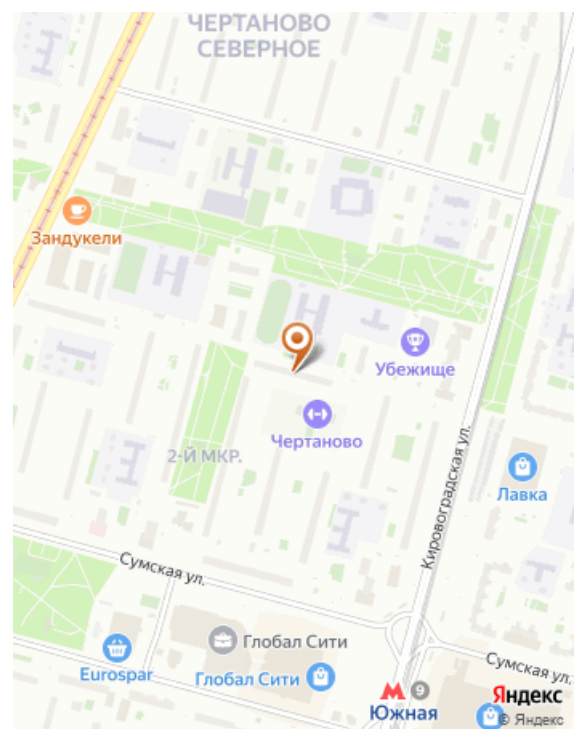 ЧЕРТАНОВО
СЕВЕРНОЕ
Зандукели
Убежище
Чертаново
2-Й МКР.
Лавка
Кировоградская ул.
Сумская ул.
Глобал Сити
Eurospar
Глобал Сити
Сумская ул.
М 9
Южная
Яндекс
© Яндекс